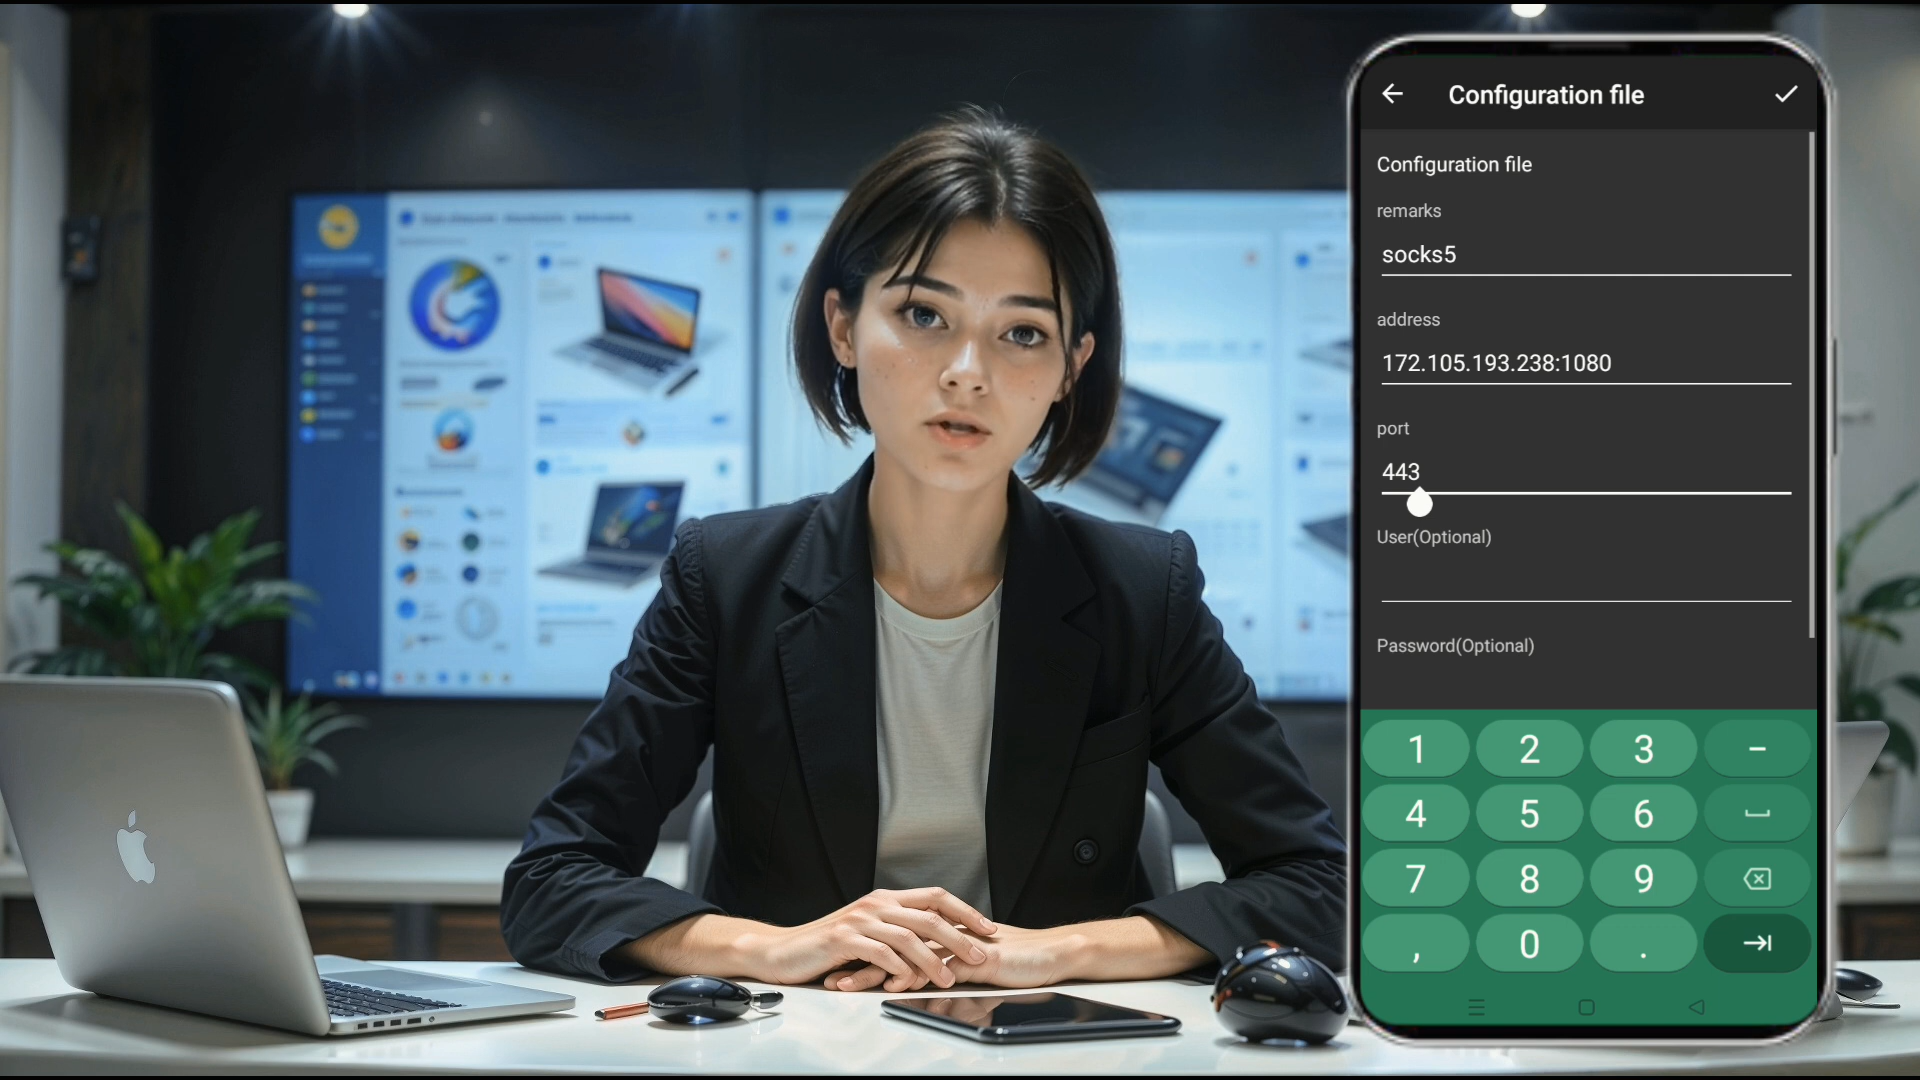 Configuration file
Configuration file
remarks
socks5
address
172.105.193.238:1080
port
443
User(Optional)
Password(Optional)
1 2 3 -
4 5 6
7 8 9
, 0 .